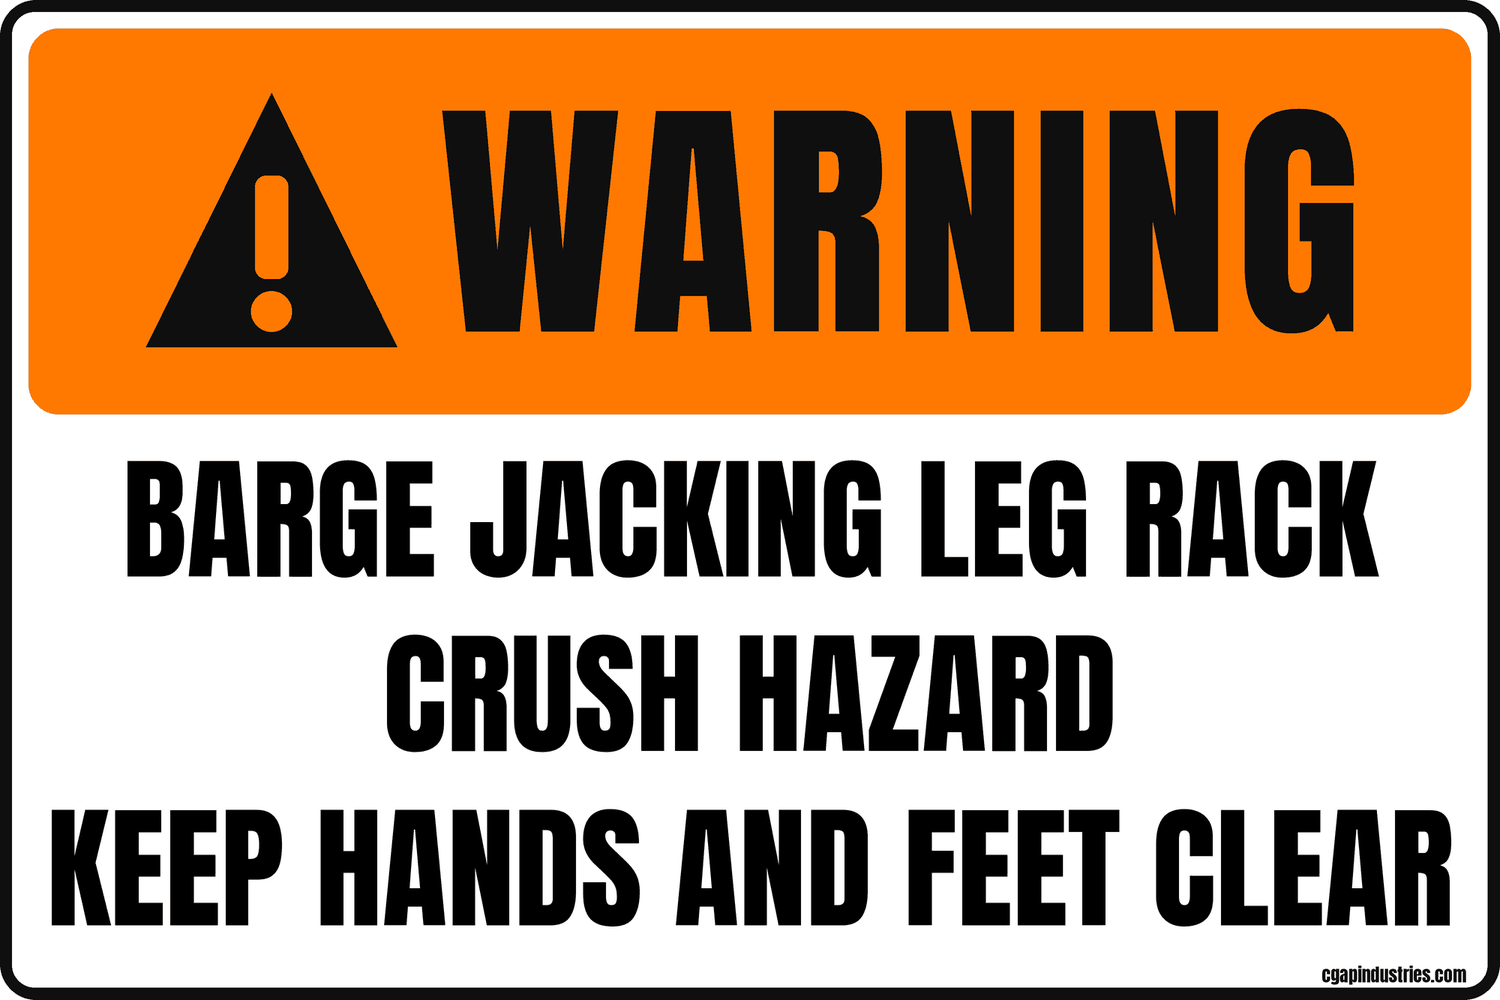 WARNING
BARGE JACKING LEG RACK
CRUSH HAZARD
KEEP HANDS AND FEET CLEAR
cgapindustries.com